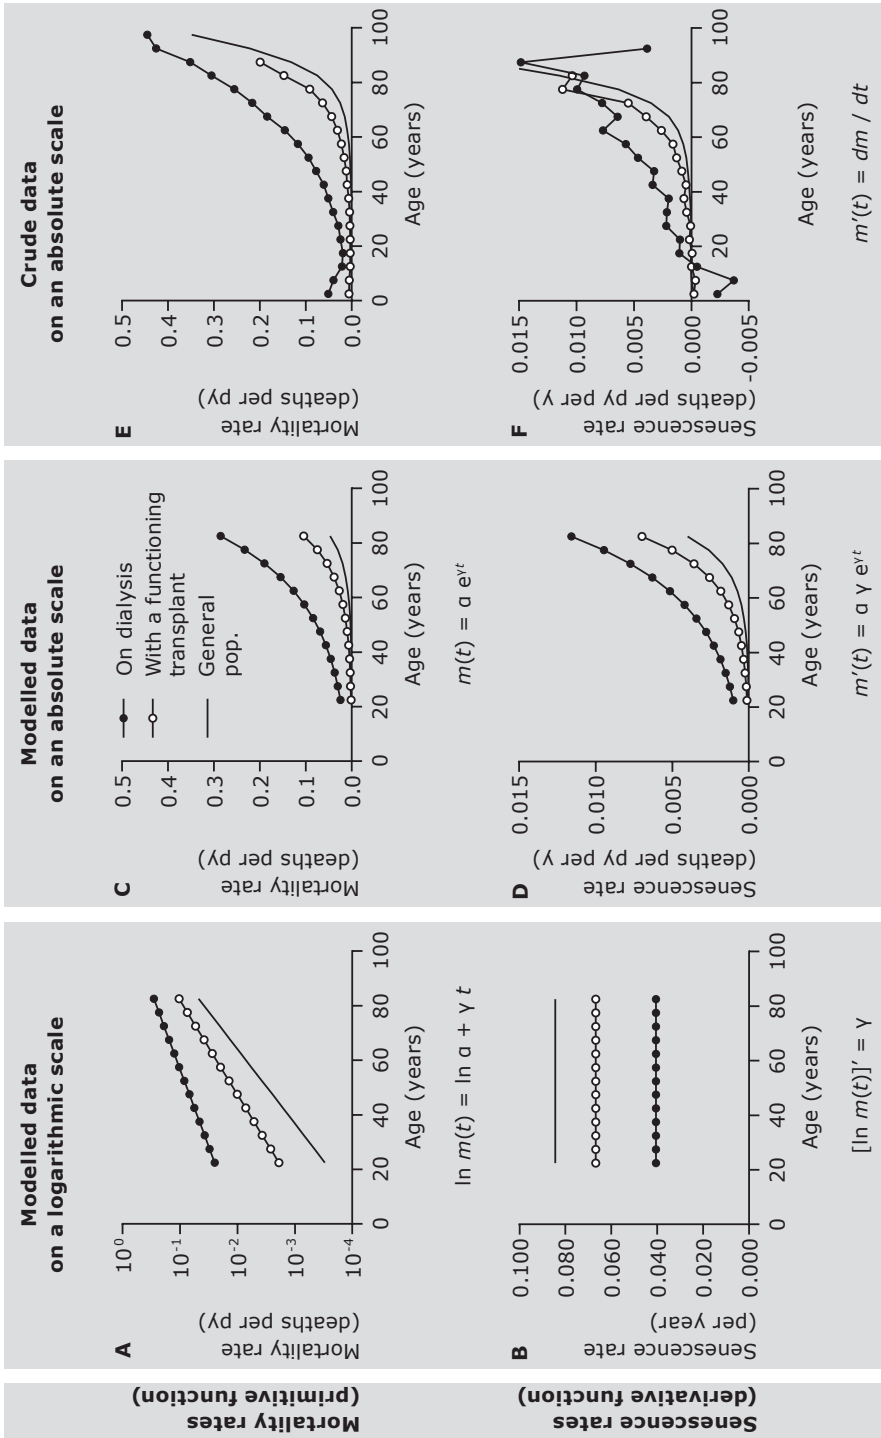 Modelled data
on a logarithmic scale
Modelled data
on an absolute scale
Crude data
on an absolute scale
Mortality rates
(primitive function)
A
Mortality rate
(deaths per py)
10⁰
10⁻¹
10⁻²
10⁻³
10⁻⁴
0
20
40
60
80
100
Age (years)
ln m(t) = ln α + γ t
C
Mortality rate
(deaths per py)
0.5
0.4
0.3
0.2
0.1
0.0
0
20
40
60
80
100
Age (years)
On dialysis
With a functioning
transplant
General
pop.
m(t) = α e^γt
E
Mortality rate
(deaths per py)
0.5
0.4
0.3
0.2
0.1
0.0
0
20
40
60
80
100
Age (years)
Senescence rates
(derivative function)
B
Senescence rate
(per year)
0.100
0.080
0.060
0.040
0.020
0.000
0
20
40
60
80
100
Age (years)
[ln m(t)]′ = γ
D
Senescence rate
(deaths per py per y)
0.015
0.010
0.005
0.000
0
20
40
60
80
100
Age (years)
m′(t) = α γ e^γt
F
Senescence rate
(deaths per py per y)
0.015
0.010
0.005
0.000
-0.005
0
20
40
60
80
100
Age (years)
m′(t) = dm / dt